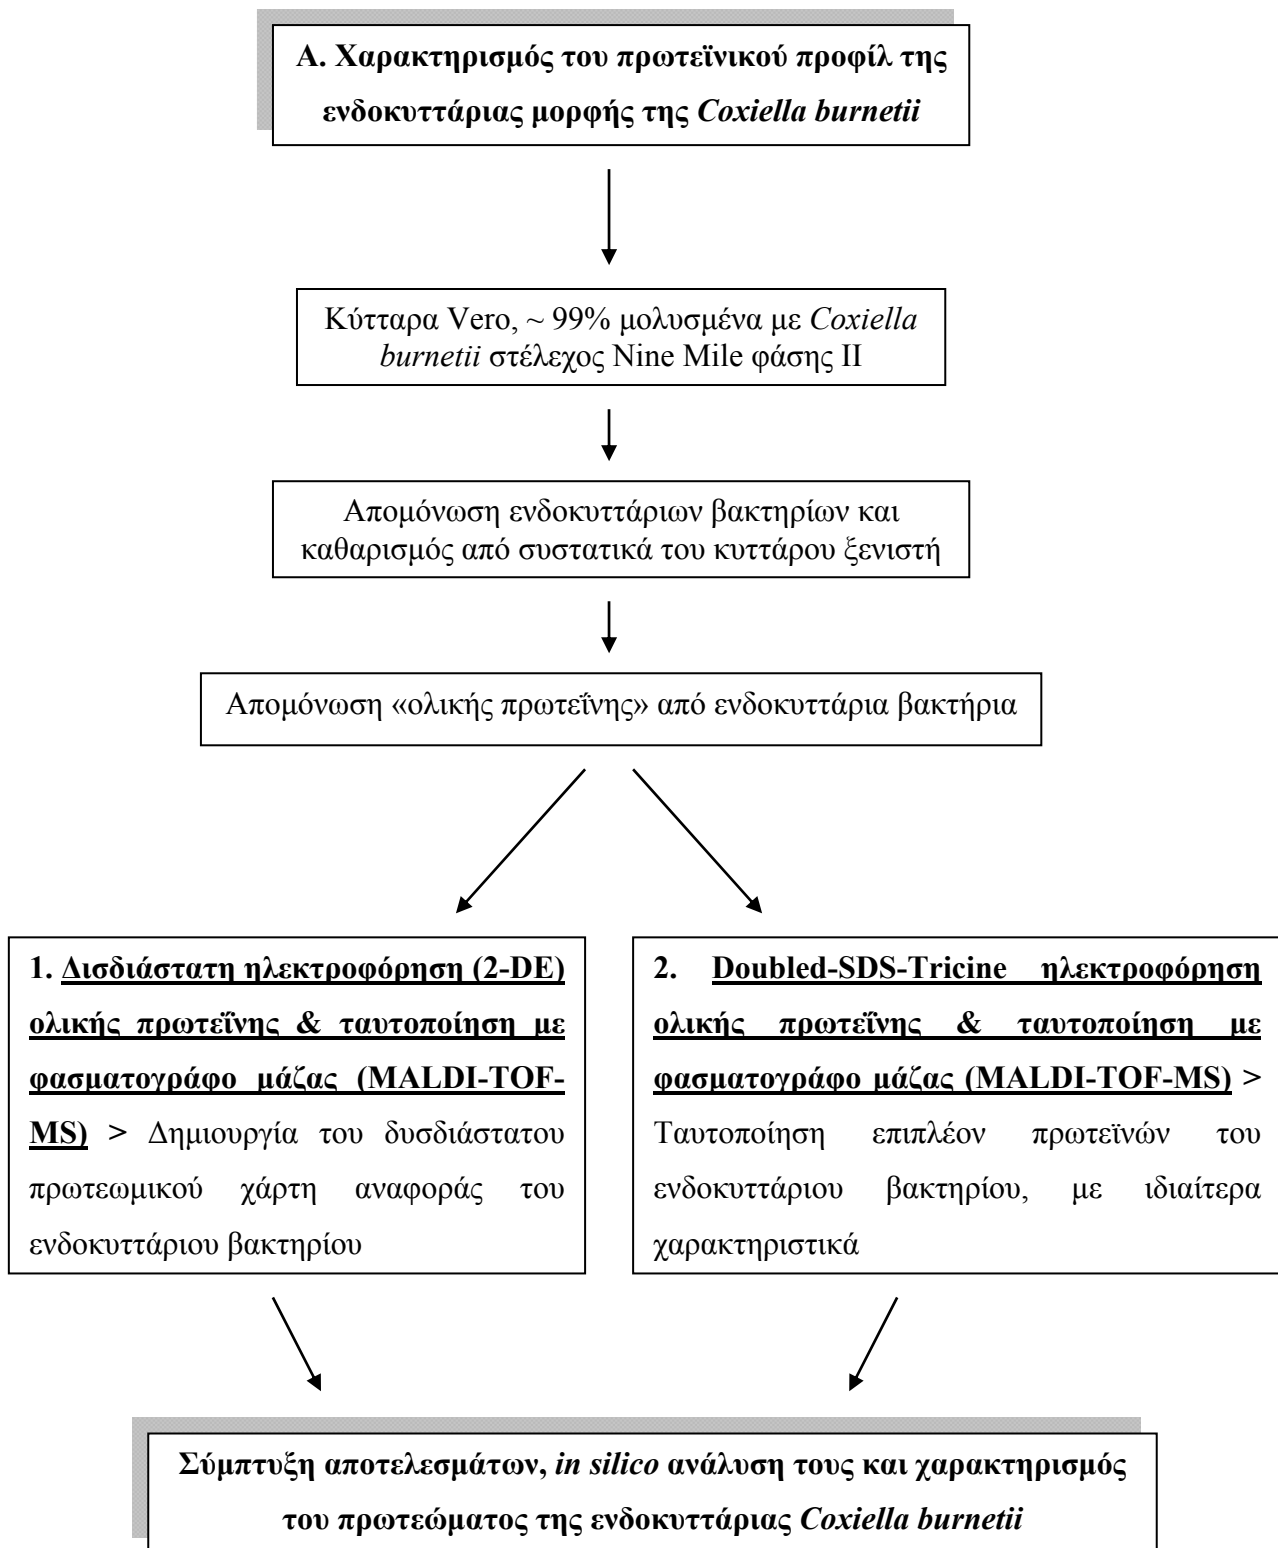 Α. Χαρακτηρισμός του πρωτεϊνικού προφίλ της
ενδοκυττάριας μορφής της Coxiella burnetii
Κύτταρα Vero, ~ 99% μολυσμένα με Coxiella
burnetii στέλεχος Nine Mile φάσης II
Απομόνωση ενδοκυττάριων βακτηρίων και
καθαρισμός από συστατικά του κυττάρου ξενιστή
Απομόνωση «ολικής πρωτεΐνης» από ενδοκυττάρια βακτήρια
1. Δισδιάστατη ηλεκτροφόρηση (2-DE)
ολικής πρωτεΐνης & ταυτοποίηση με
φασματογράφο μάζας (MALDI-TOF-
MS) > Δημιουργία του δυσδιάστατου
πρωτεωμικού χάρτη αναφοράς του
ενδοκυττάριου βακτηρίου
2. Doubled-SDS-Tricine ηλεκτροφόρηση
ολικής πρωτεΐνης & ταυτοποίηση με
φασματογράφο μάζας (MALDI-TOF-MS) >
Ταυτοποίηση επιπλέον πρωτεϊνών του
ενδοκυττάριου βακτηρίου, με ιδιαίτερα
χαρακτηριστικά
Σύμπτυξη αποτελεσμάτων, in silico ανάλυση τους και χαρακτηρισμός
του πρωτεώματος της ενδοκυττάριας Coxiella burnetii